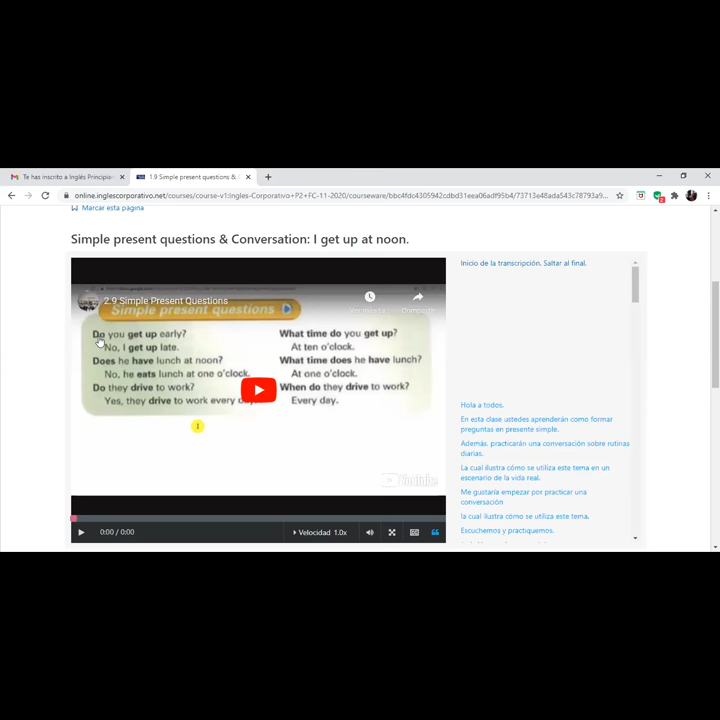 Te has inscrito a Inglés Principia
1.9 Simple present questions &
online.inglescorporativo.net/courses/course-v1:Ingles-Corporativo+P2+FC-11-2020/courseware/bbc4fdc4305942cdbd31eea06adf95b4/73713e48ada543c78793a9...
Marcar esta página
Simple present questions & Conversation: I get up at noon.
2.9 Simple Present Questions
Simple present questions
Do you get up early?
No, I get up late.
Does he have lunch at noon?
No, he eats lunch at one o'clock.
Do they drive to work?
Yes, they drive to work every
What time do you get up?
At ten o'clock.
What time does he have lunch?
At one o'clock.
When do they drive to work?
Every day.
YouTube
0:00 / 0:00
Velocidad 1.0x
Inicio de la transcripción. Saltar al final.
Hola a todos.
En esta clase ustedes aprenderán como formar
preguntas en presente simple.
Además, practicarán una conversación sobre rutinas
diarias.
La cual ilustra cómo se utiliza este tema en un
escenario de la vida real.
Me gustaría empezar por practicar una
conversación
la cual ilustra cómo se utiliza este tema.
Escuchemos y practiquemos.